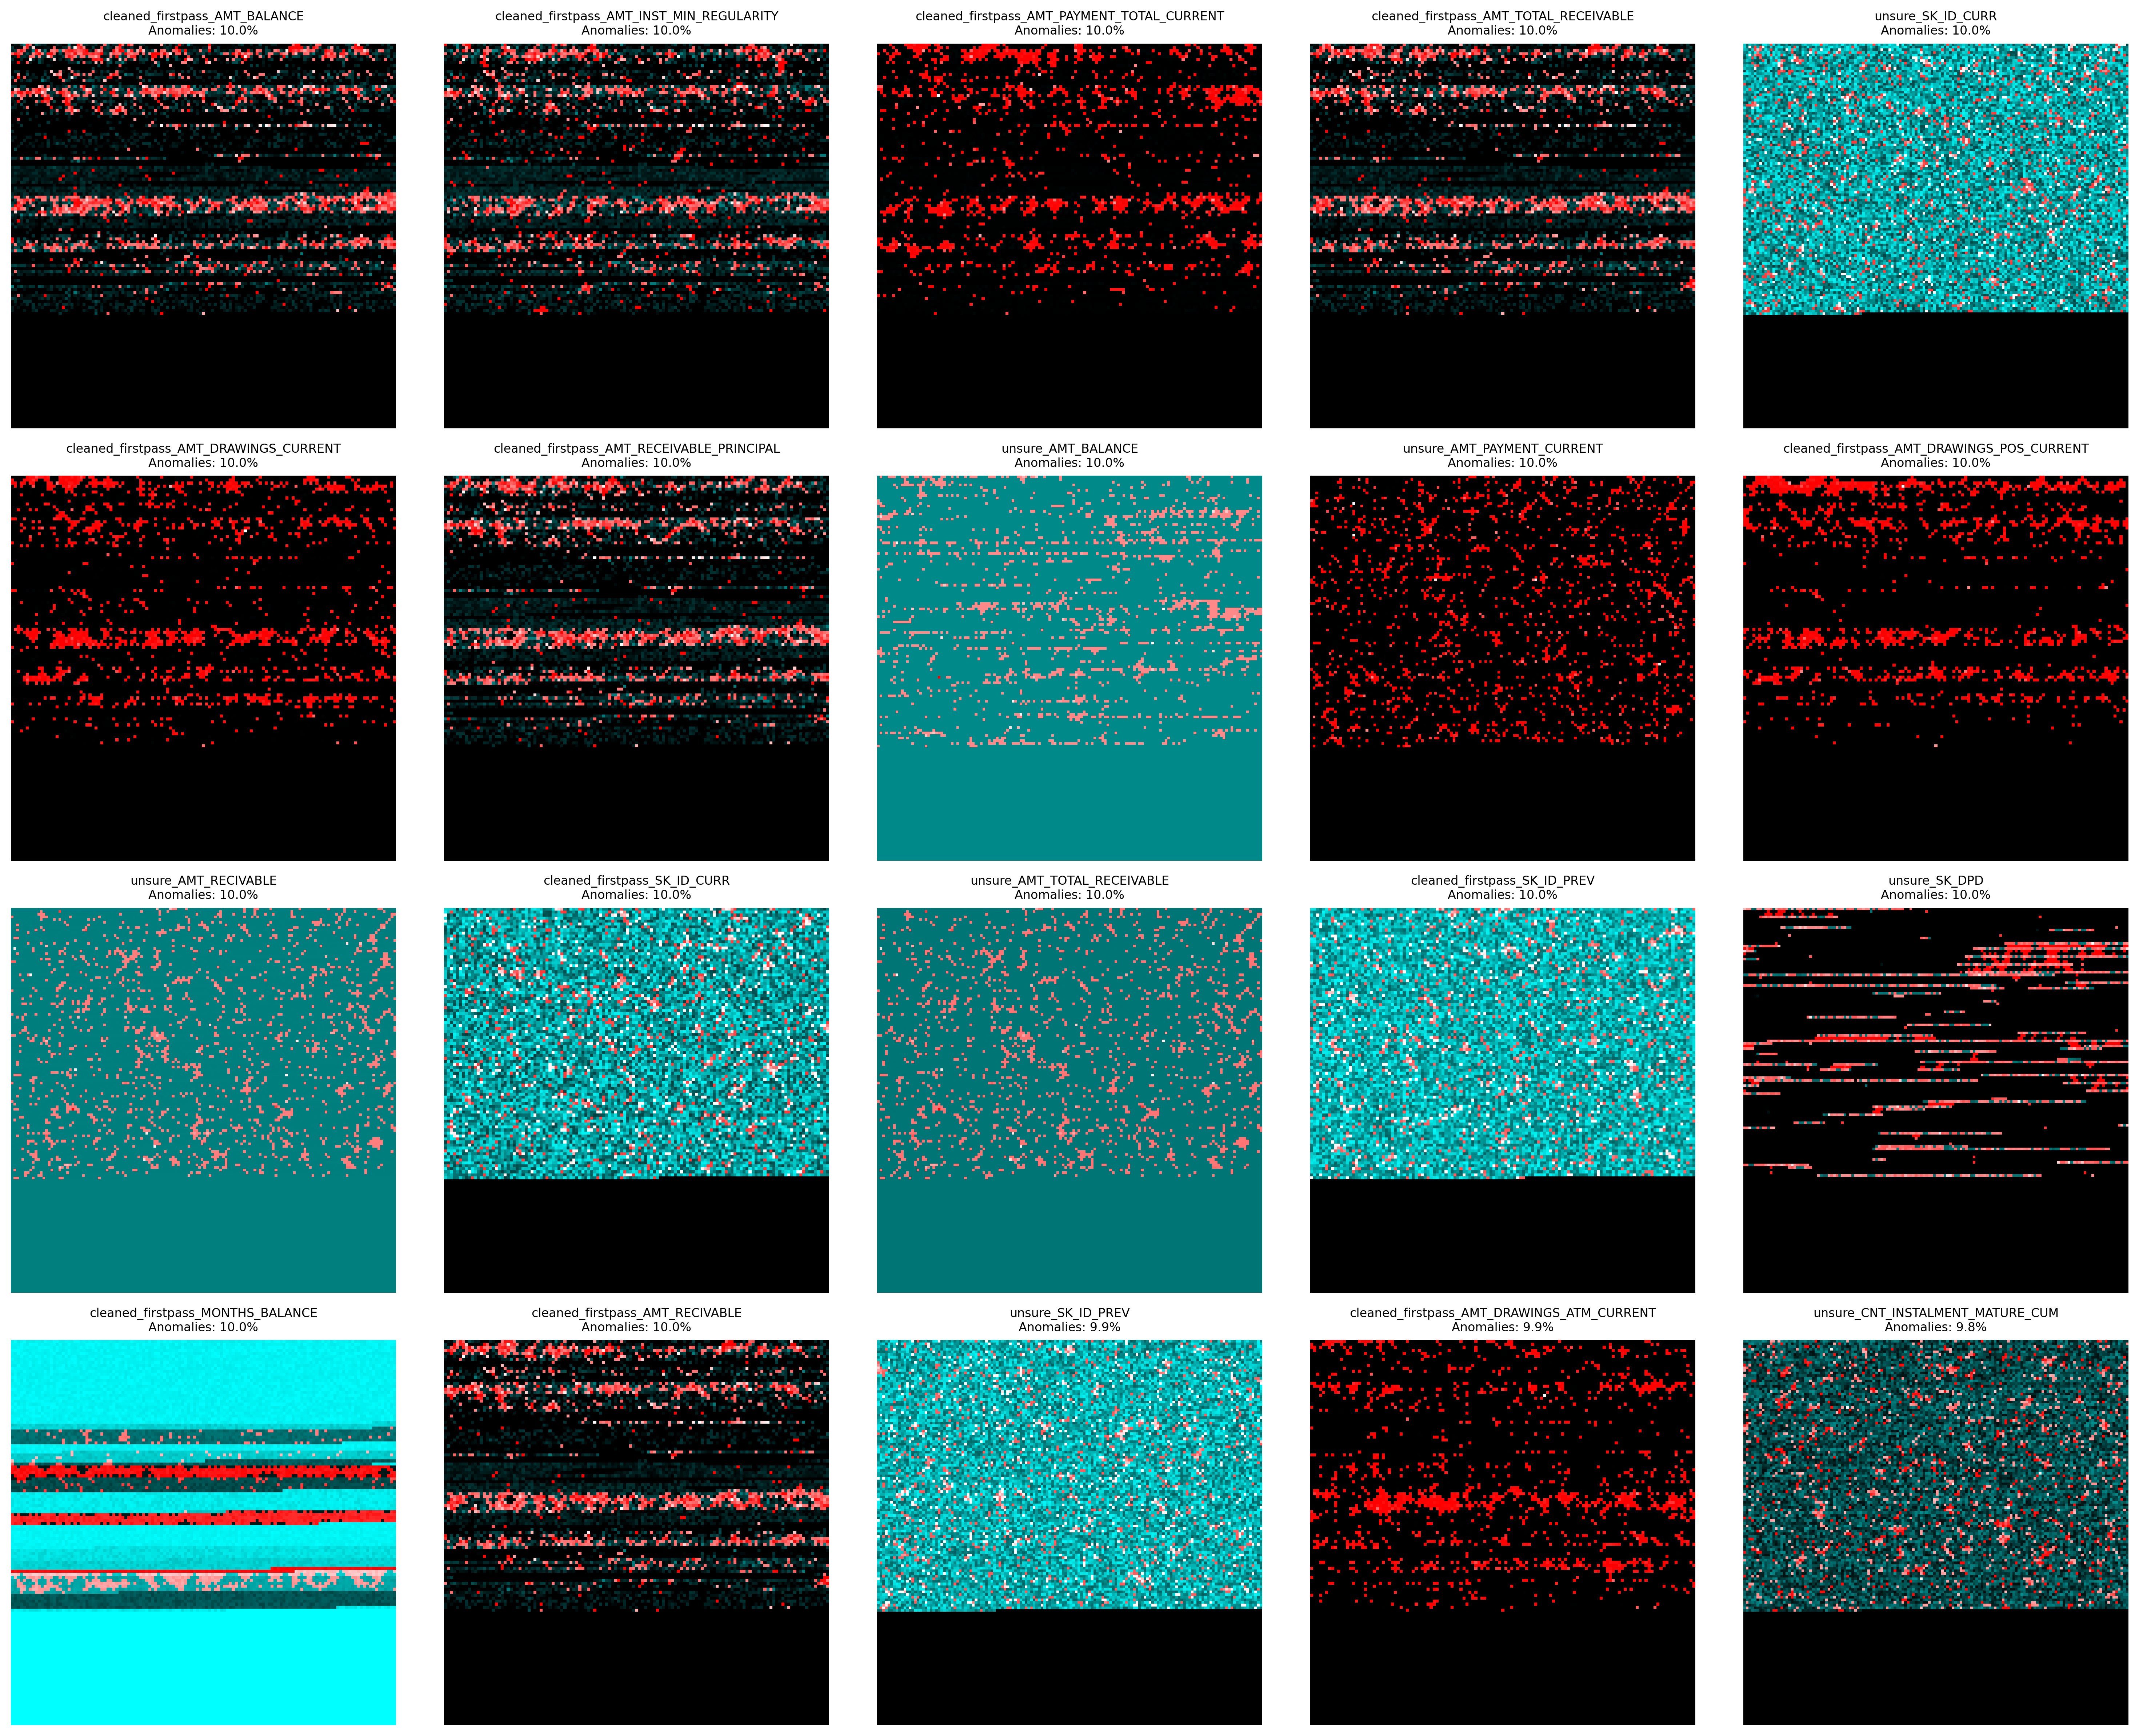 cleaned_firstpass_AMT_BALANCE
Anomalies: 10.0%
cleaned_firstpass_AMT_INST_MIN_REGULARITY
Anomalies: 10.0%
cleaned_firstpass_AMT_PAYMENT_TOTAL_CURRENT
Anomalies: 10.0%
cleaned_firstpass_AMT_TOTAL_RECEIVABLE
Anomalies: 10.0%
unsure_SK_ID_CURR
Anomalies: 10.0%
cleaned_firstpass_AMT_DRAWINGS_CURRENT
Anomalies: 10.0%
cleaned_firstpass_AMT_RECEIVABLE_PRINCIPAL
Anomalies: 10.0%
unsure_AMT_BALANCE
Anomalies: 10.0%
unsure_AMT_PAYMENT_CURRENT
Anomalies: 10.0%
cleaned_firstpass_AMT_DRAWINGS_POS_CURRENT
Anomalies: 10.0%
unsure_AMT_RECIVABLE
Anomalies: 10.0%
cleaned_firstpass_SK_ID_CURR
Anomalies: 10.0%
unsure_AMT_TOTAL_RECEIVABLE
Anomalies: 10.0%
cleaned_firstpass_SK_ID_PREV
Anomalies: 10.0%
unsure_SK_DPD
Anomalies: 10.0%
cleaned_firstpass_MONTHS_BALANCE
Anomalies: 10.0%
cleaned_firstpass_AMT_RECIVABLE
Anomalies: 10.0%
unsure_SK_ID_PREV
Anomalies: 9.9%
cleaned_firstpass_AMT_DRAWINGS_ATM_CURRENT
Anomalies: 9.9%
unsure_CNT_INSTALMENT_MATURE_CUM
Anomalies: 9.8%